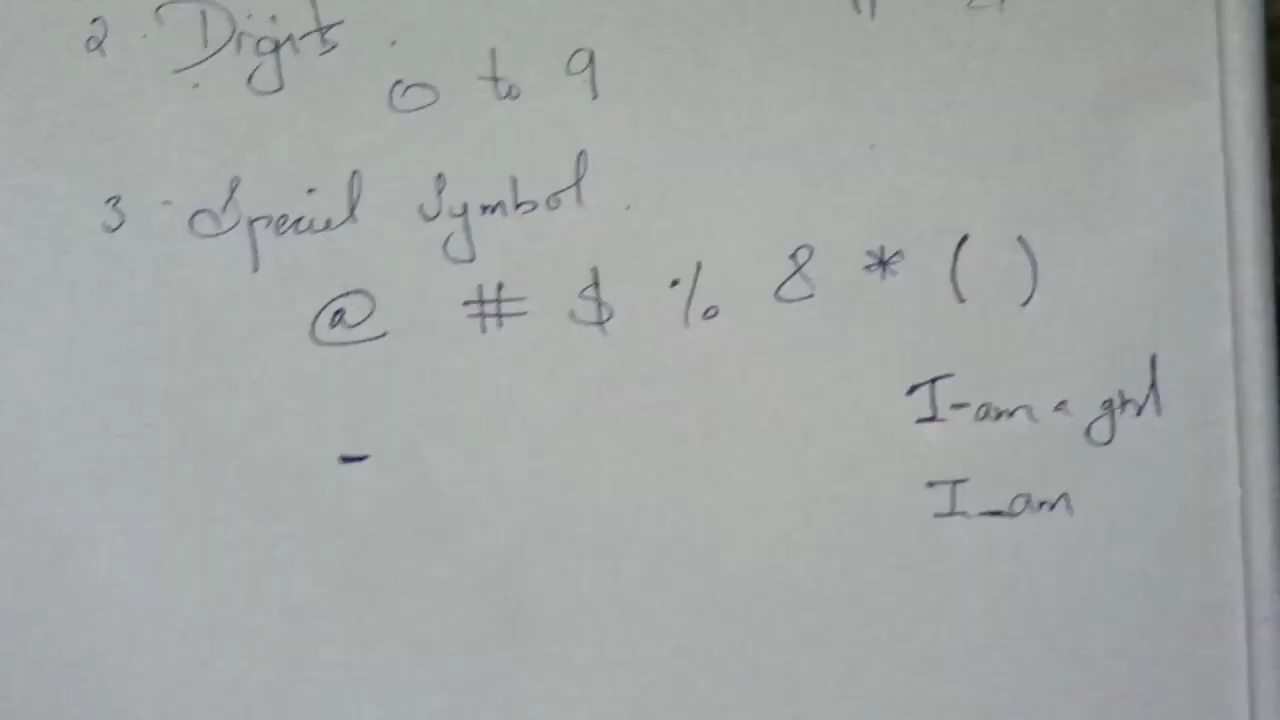 2. Digits.
0 to 9
3. Special Symbol.
@ # $ % & * ( )
I-am a girl
-
I_am